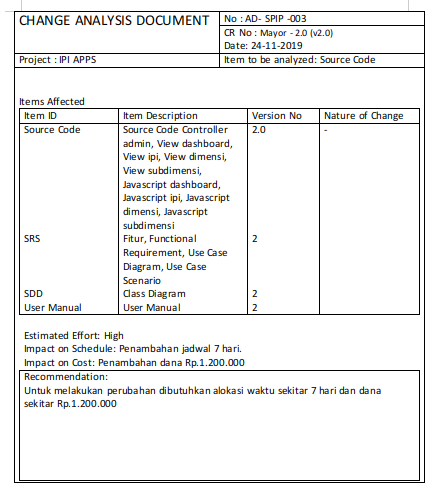 CHANGE ANALYSIS DOCUMENT
No : AD- SPIP -003
CR No : Mayor - 2.0 (v2.0)
Date: 24-11-2019
Project : IPI APPS
Item to be analyzed: Source Code
Items Affected
Item ID Item Description Version No Nature of Change
Source Code Source Code Controller 2.0 -
admin, View dashboard,
View ipi, View dimensi,
View subdimensi,
Javascript dashboard,
Javascript ipi, Javascript
dimensi, Javascript
subdimensi
SRS Fitur, Functional 2
Requirement, Use Case
Diagram, Use Case
Scenario
SDD Class Diagram 2
User Manual User Manual 2
Estimated Effort: High
Impact on Schedule: Penambahan jadwal 7 hari.
Impact on Cost: Penambahan dana Rp.1.200.000
Recommendation:
Untuk melakukan perubahan dibutuhkan alokasi waktu sekitar 7 hari dan dana
sekitar Rp.1.200.000